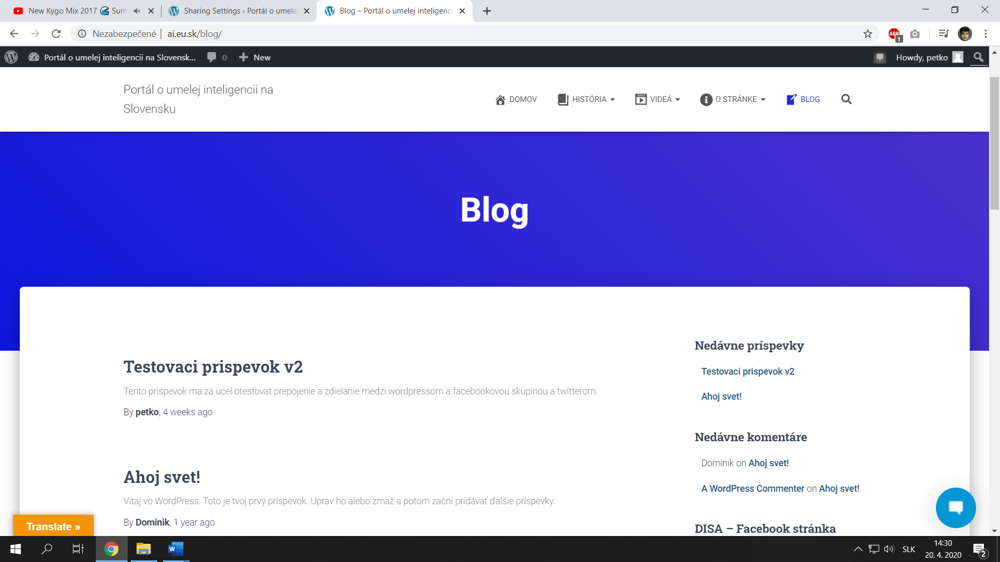 New Kygo Mix 2017 🌊 Sum
Sharing Settings ‹ Portál o umele
Blog – Portál o umelej inteligenci
Nezabezpečené | ai.eu.sk/blog/
ABP
1
Portál o umelej inteligencii na Slovensk...
0
New
Howdy, petko
Portál o umelej inteligencii na
Slovensku
DOMOV
HISTÓRIA
VIDEÁ
O STRÁNKE
BLOG
Blog
Testovaci prispevok v2
Tento prispevok ma za ucel otestovat prepojenie a zdielanie medzi wordpressom a facebookovou skupinou a twitterom.
By petko, 4 weeks ago
Ahoj svet!
Vitaj vo WordPress. Toto je tvoj prvý príspevok. Uprav ho alebo zmaž a potom začni pridávať ďalšie príspevky.
By Dominik, 1 year ago
Nedávne príspevky
Testovaci prispevok v2
Ahoj svet!
Nedávne komentáre
Dominik on Ahoj svet!
A WordPress Commenter on Ahoj svet!
DISA – Facebook stránka
Translate »
SLK
14:30
20. 4. 2020
2